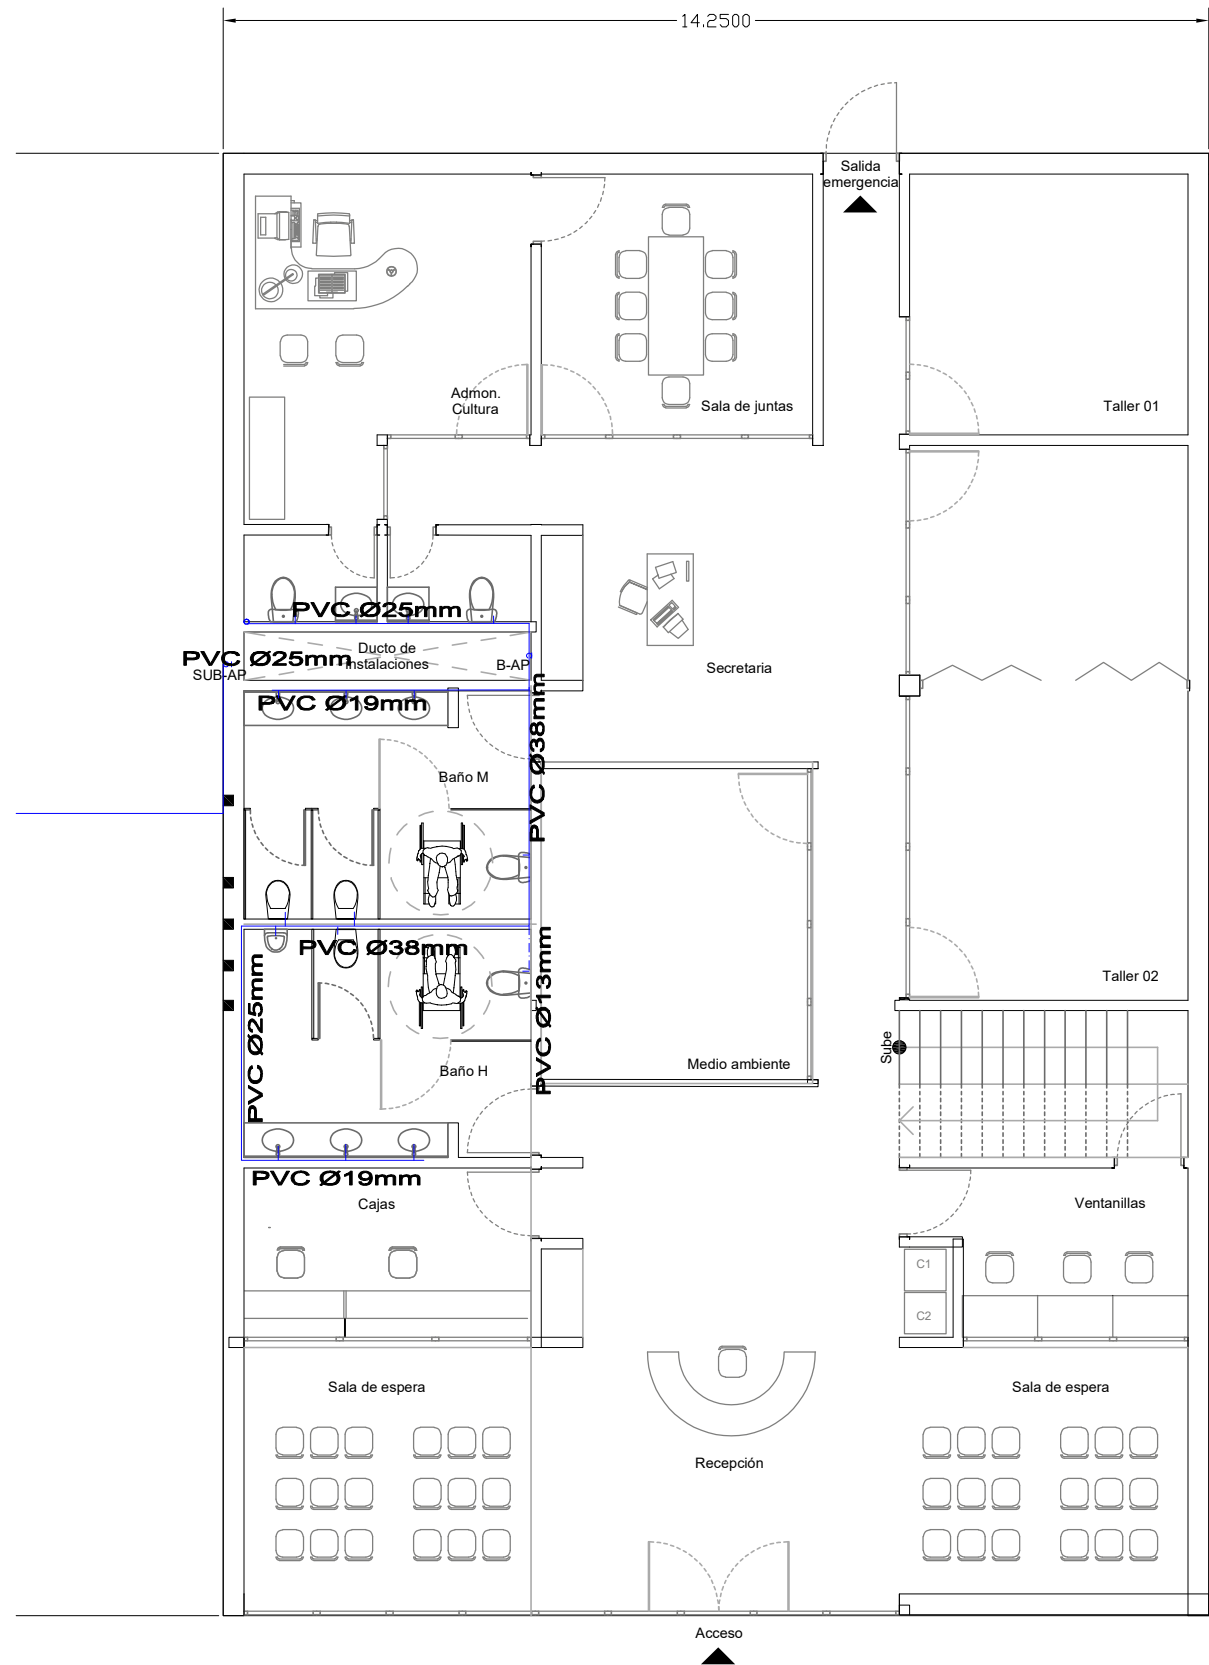 14.2500
Salida
emergencia
Admon.
Cultura
Sala de juntas
Taller 01
PVC Ø25mm
Ducto de
instalaciones
PVC Ø25mm
SUB-AP
B-AP
Secretaria
PVC Ø19mm
PVC Ø38mm
Baño M
PVC Ø38mm
PVC Ø13mm
PVC Ø25mm
Taller 02
Sube
Medio ambiente
Baño H
PVC Ø19mm
Cajas
Ventanillas
C1
C2
Sala de espera
Sala de espera
Recepción
Acceso